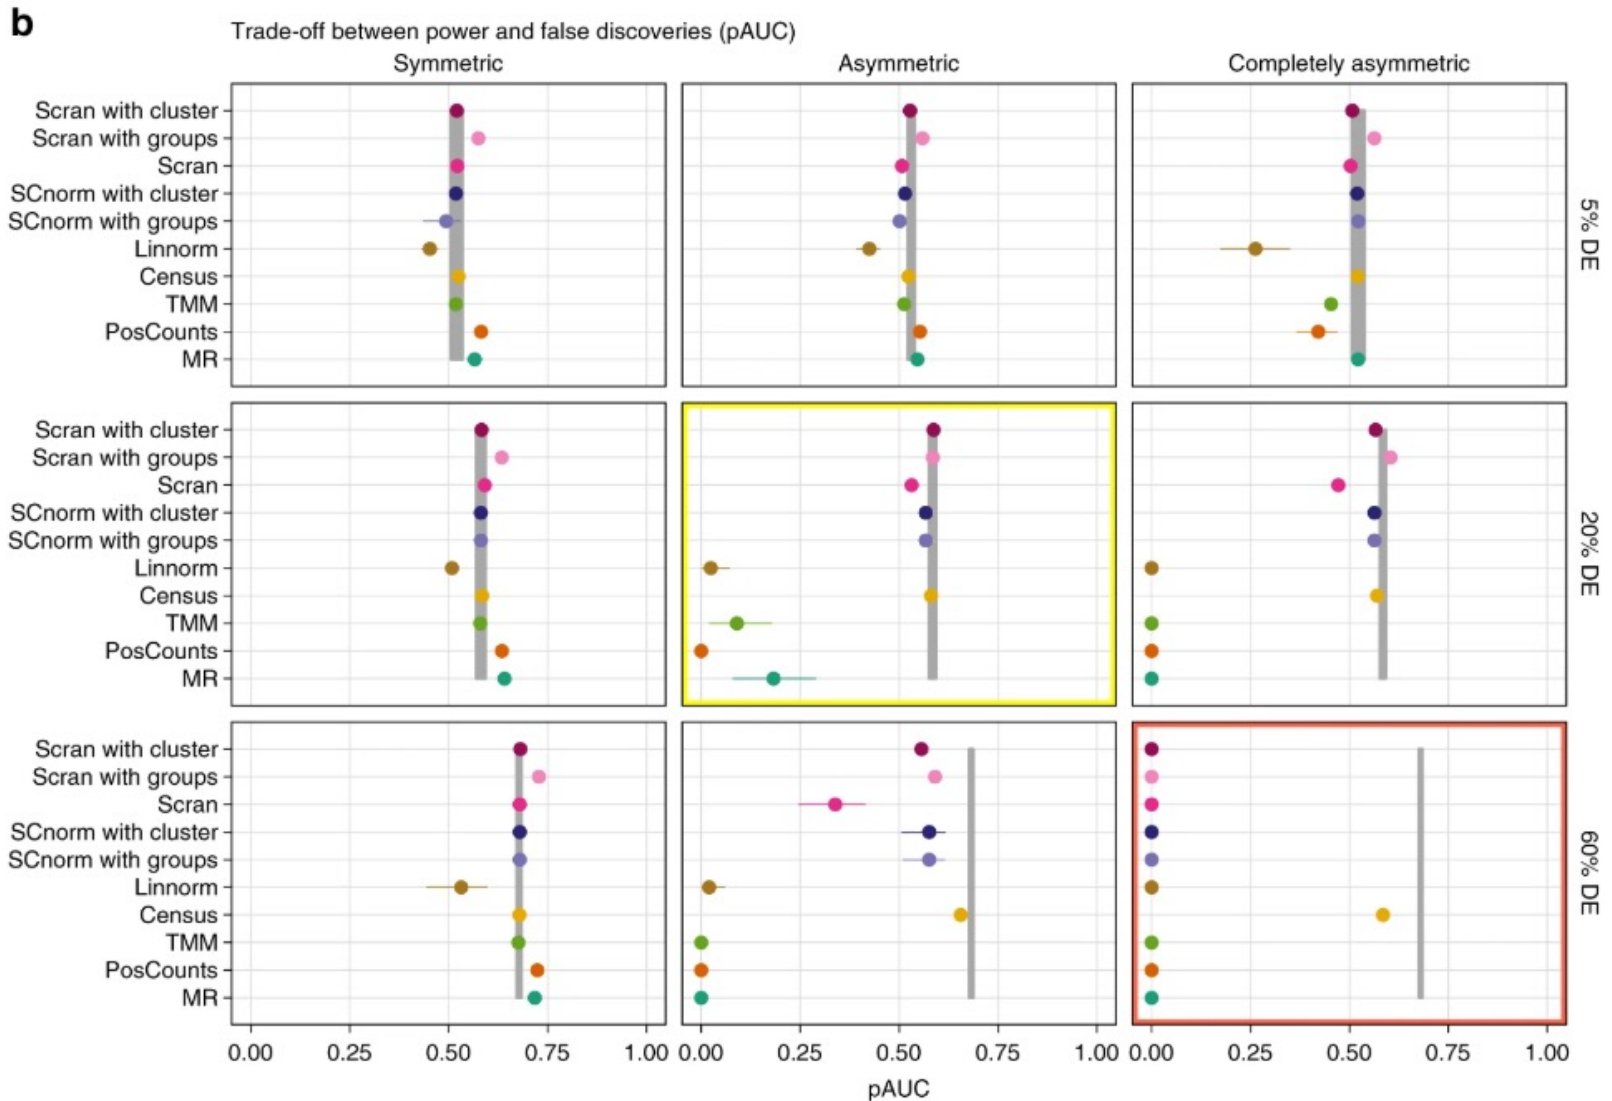 b
Trade-off between power and false discoveries (pAUC)
Symmetric Asymmetric Completely asymmetric
Scran with cluster
Scran with groups
Scran
SCnorm with cluster
SCnorm with groups
Linnorm
Census
TMM
PosCounts
MR
5% DE
Scran with cluster
Scran with groups
Scran
SCnorm with cluster
SCnorm with groups
Linnorm
Census
TMM
PosCounts
MR
20% DE
Scran with cluster
Scran with groups
Scran
SCnorm with cluster
SCnorm with groups
Linnorm
Census
TMM
PosCounts
MR
60% DE
0.00 0.25 0.50 0.75 1.00 0.00 0.25 0.50 0.75 1.00 0.00 0.25 0.50 0.75 1.00
pAUC